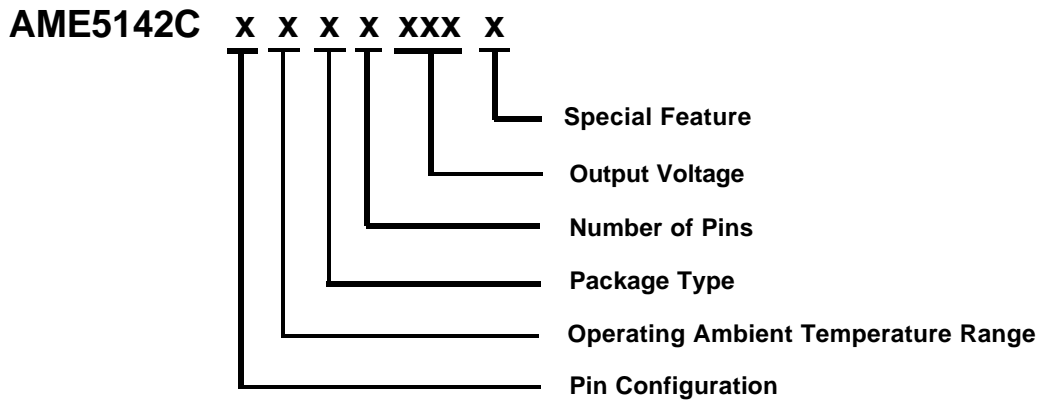 AME5142C x x x x xxx x
Special Feature
Output Voltage
Number of Pins
Package Type
Operating Ambient Temperature Range
Pin Configuration